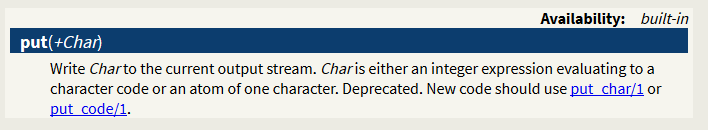 Availability: built-in
put(+Char)
Write Char to the current output stream. Char is either an integer expression evaluating to a
character code or an atom of one character. Deprecated. New code should use put_char/1 or
put_code/1.